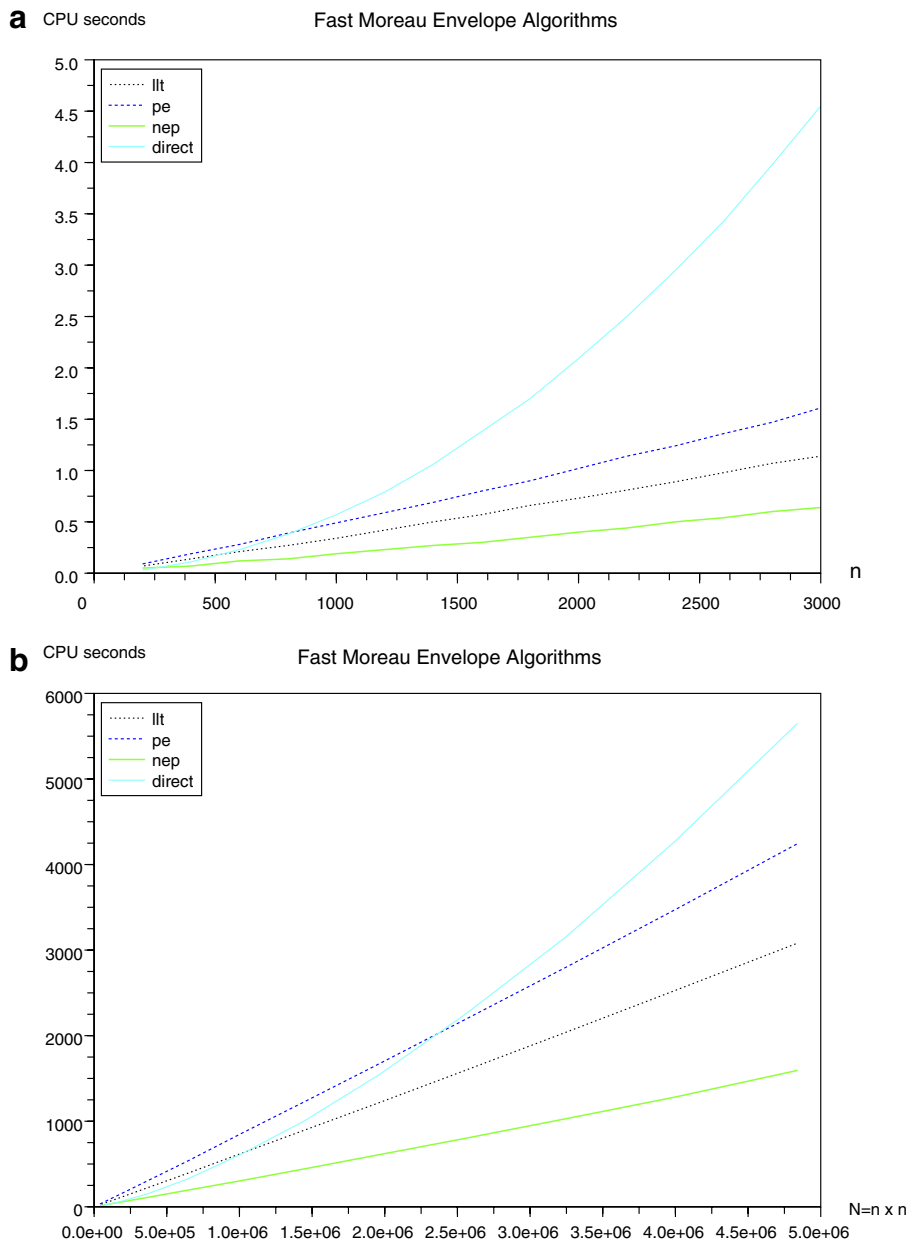 a
CPU seconds
Fast Moreau Envelope Algorithms
5.0
4.5
4.0
3.5
3.0
2.5
2.0
1.5
1.0
0.5
0.0
llt
pe
nep
direct
0
500
1000
1500
2000
2500
3000
n
b
CPU seconds
Fast Moreau Envelope Algorithms
6000
5000
4000
3000
2000
1000
0
llt
pe
nep
direct
0.0e+00
5.0e+05
1.0e+06
1.5e+06
2.0e+06
2.5e+06
3.0e+06
3.5e+06
4.0e+06
4.5e+06
5.0e+06
N=n x n